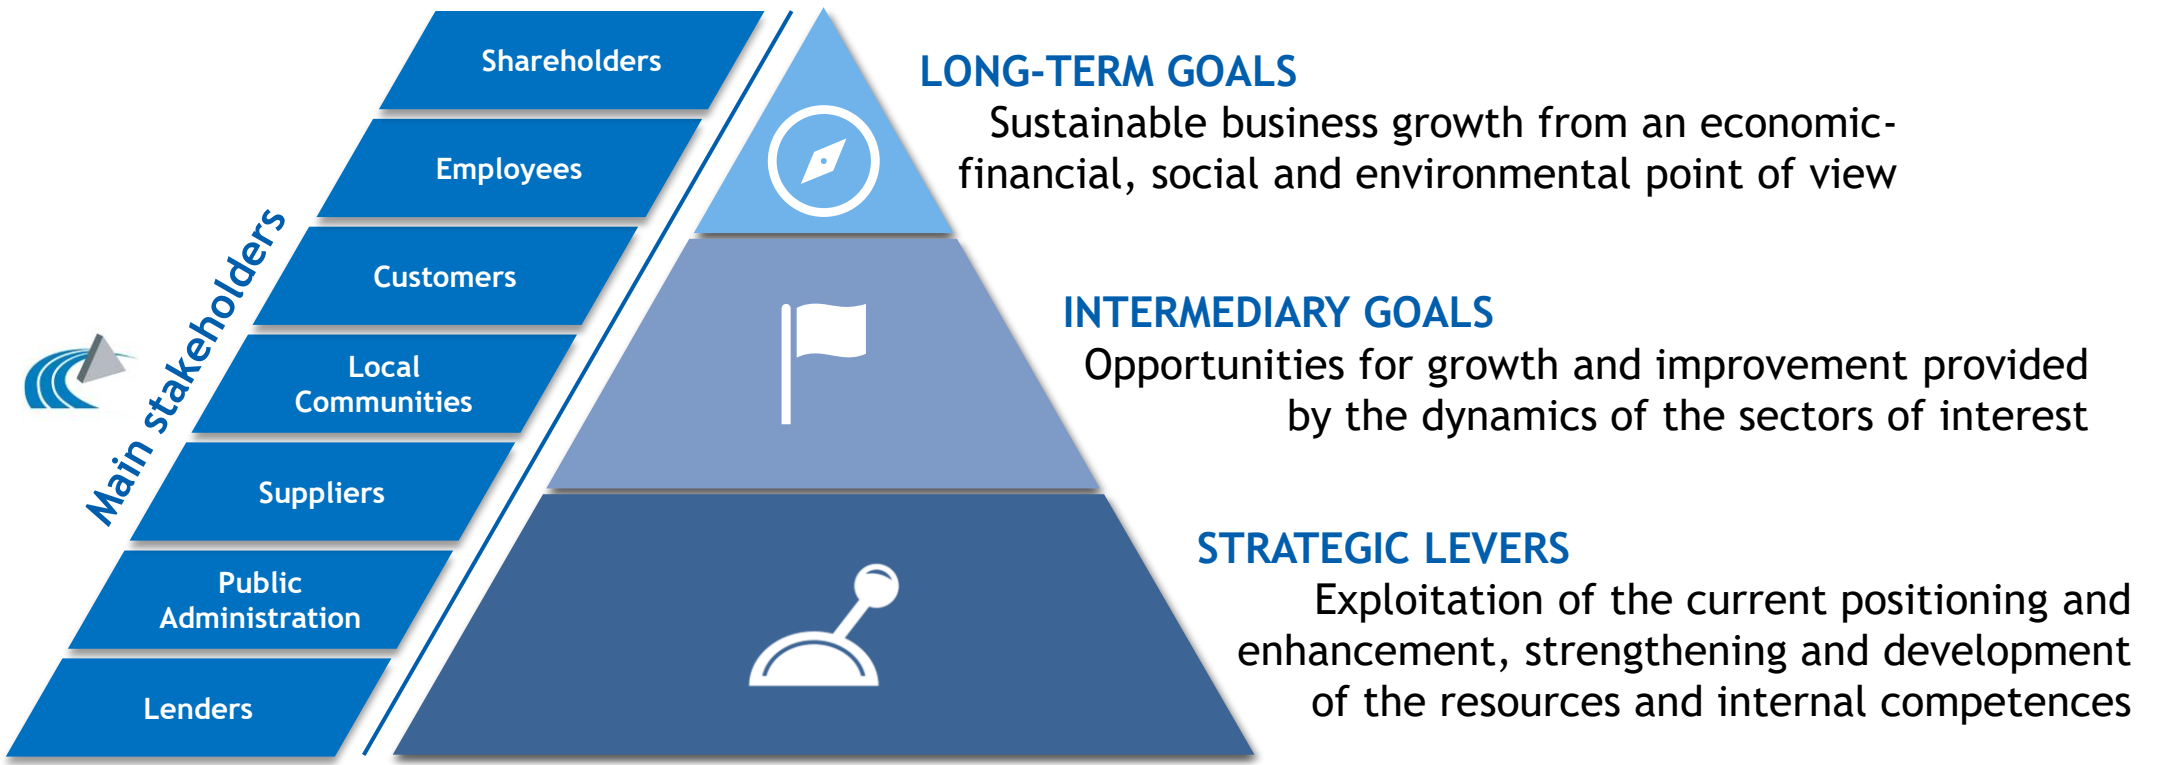 Main stakeholders
Shareholders
Employees
Customers
Local
Communities
Suppliers
Public
Administration
Lenders
LONG-TERM GOALS
Sustainable business growth from an economic-
financial, social and environmental point of view
INTERMEDIARY GOALS
Opportunities for growth and improvement provided
by the dynamics of the sectors of interest
STRATEGIC LEVERS
Exploitation of the current positioning and
enhancement, strengthening and development
of the resources and internal competences